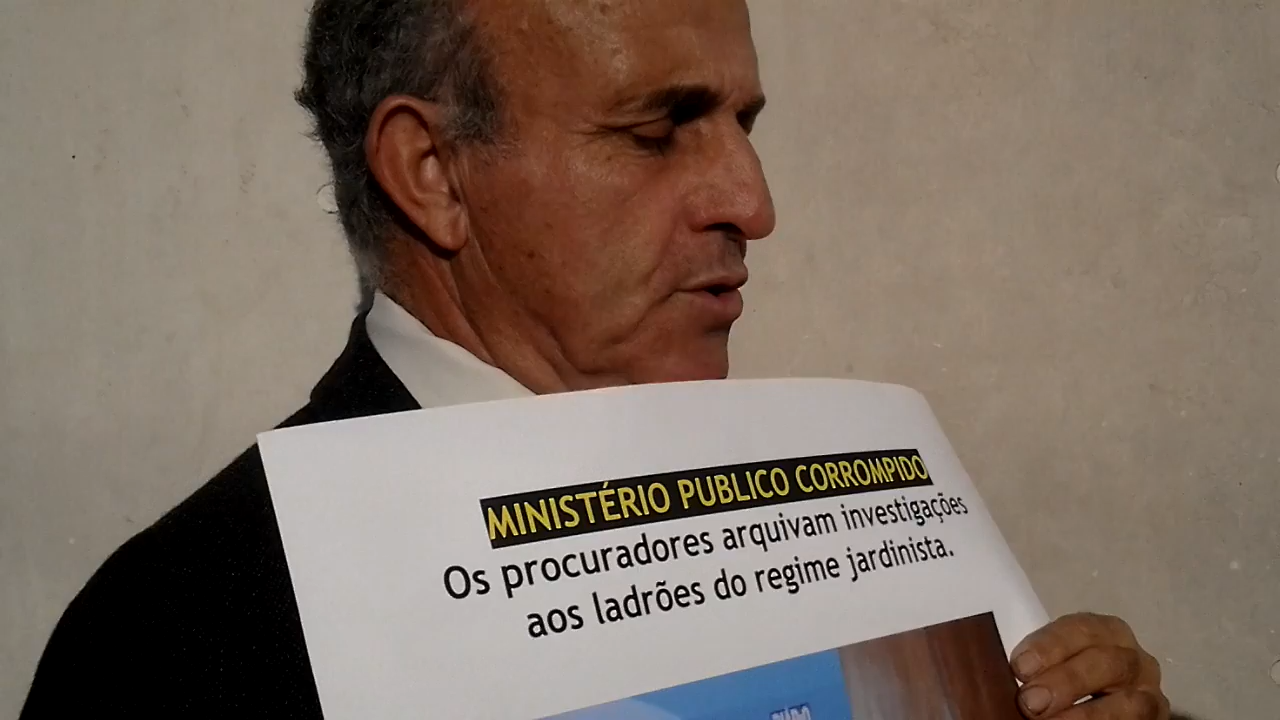 MINISTÉRIO PUBLICO CORROMPIDO
Os procuradores arquivam investigações
aos ladrões do regime jardinista.